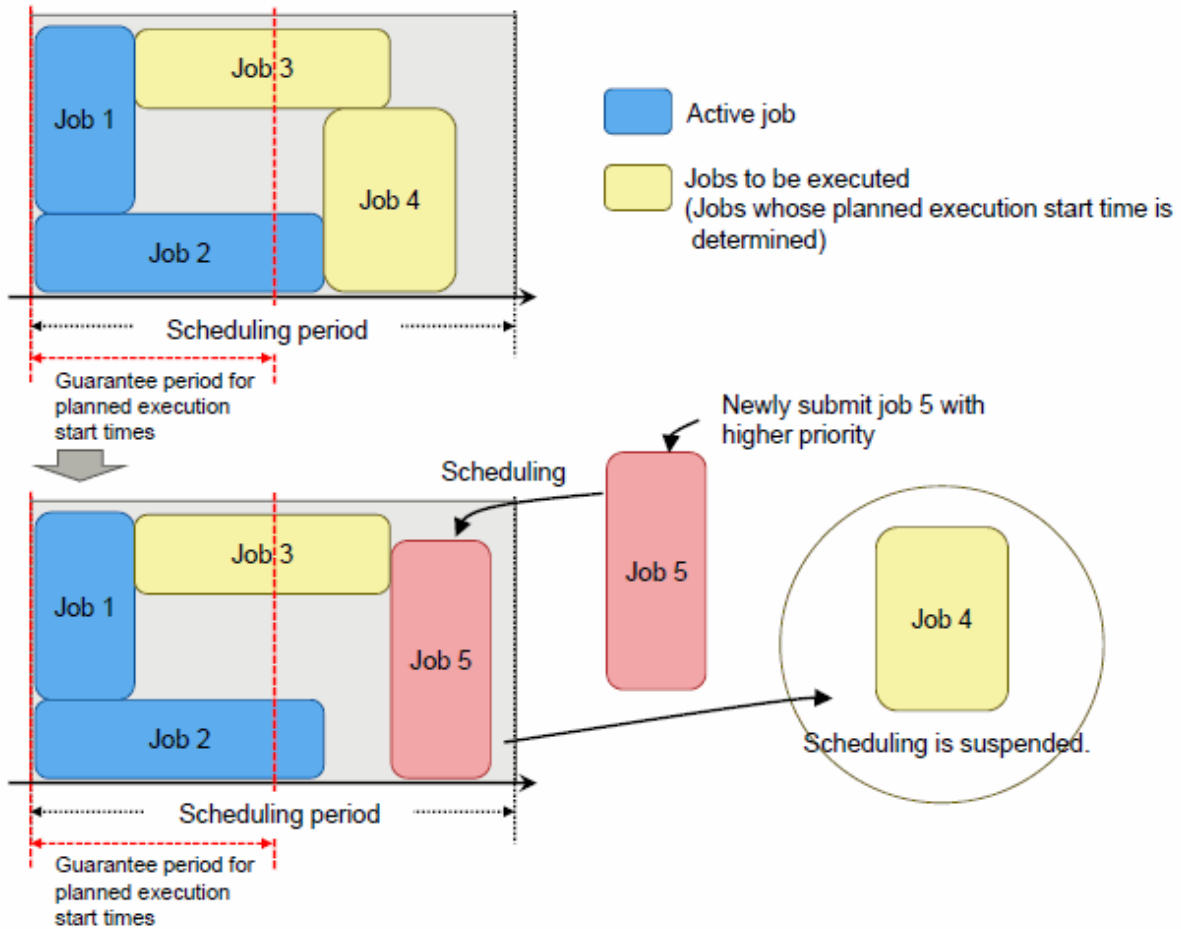 Job 3
Job 1
Job 4
Job 2
Active job
Jobs to be executed
(Jobs whose planned execution start time is
determined)
Scheduling period
Guarantee period for
planned execution
start times
Newly submit job 5 with
higher priority
Scheduling
Job 3
Job 1
Job 5
Job 2
Job 5
Job 4
Scheduling is suspended.
Scheduling period
Guarantee period for
planned execution
start times